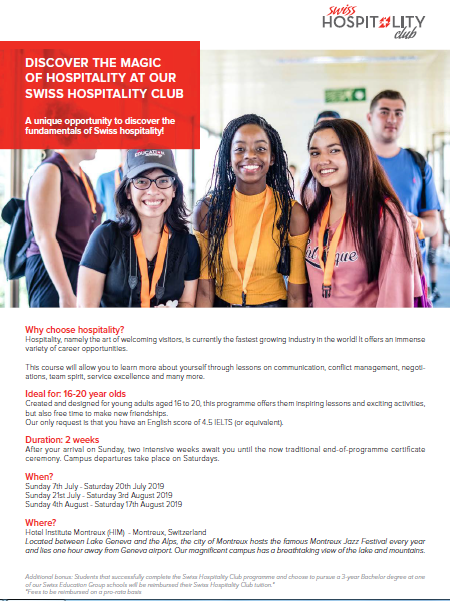 swiss
HOSPITALITY
club
DISCOVER THE MAGIC
OF HOSPITALITY AT OUR
SWISS HOSPITALITY CLUB
A unique opportunity to discover the
fundamentals of Swiss hospitality!
EDUCATION
Why choose hospitality?
Hospitality, namely the art of welcoming visitors, is currently the fastest growing industry in the world! It offers an immense
variety of career opportunities.
This course will allow you to learn more about yourself through lessons on communication, conflict management, negoti-
ations, team spirit, service excellence and many more.
Ideal for: 16-20 year olds
Created and designed for young adults aged 16 to 20, this programme offers them inspiring lessons and exciting activities,
but also free time to make new friendships.
Our only request is that you have an English score of 4.5 IELTS (or equivalent).
Duration: 2 weeks
After your arrival on Sunday, two intensive weeks await you until the now traditional end-of-programme certificate
ceremony. Campus departures take place on Saturdays.
When?
Sunday 7th July - Saturday 20th July 2019
Sunday 21st July - Saturday 3rd August 2019
Sunday 4th August - Saturday 17th August 2019
Where?
Hotel Institute Montreux (HIM) - Montreux, Switzerland
Located between Lake Geneva and the Alps, the city of Montreux hosts the famous Montreux Jazz Festival every year
and lies one hour away from Geneva airport. Our magnificent campus has a breathtaking view of the lake and mountains.
Additional bonus: Students that successfully complete the Swiss Hospitality Club programme and choose to pursue a 3-year Bachelor degree at one
of our Swiss Education Group schools will be reimbursed their Swiss Hospitality Club tuition.*
*Fees to be reimbursed on a pro-rata basis